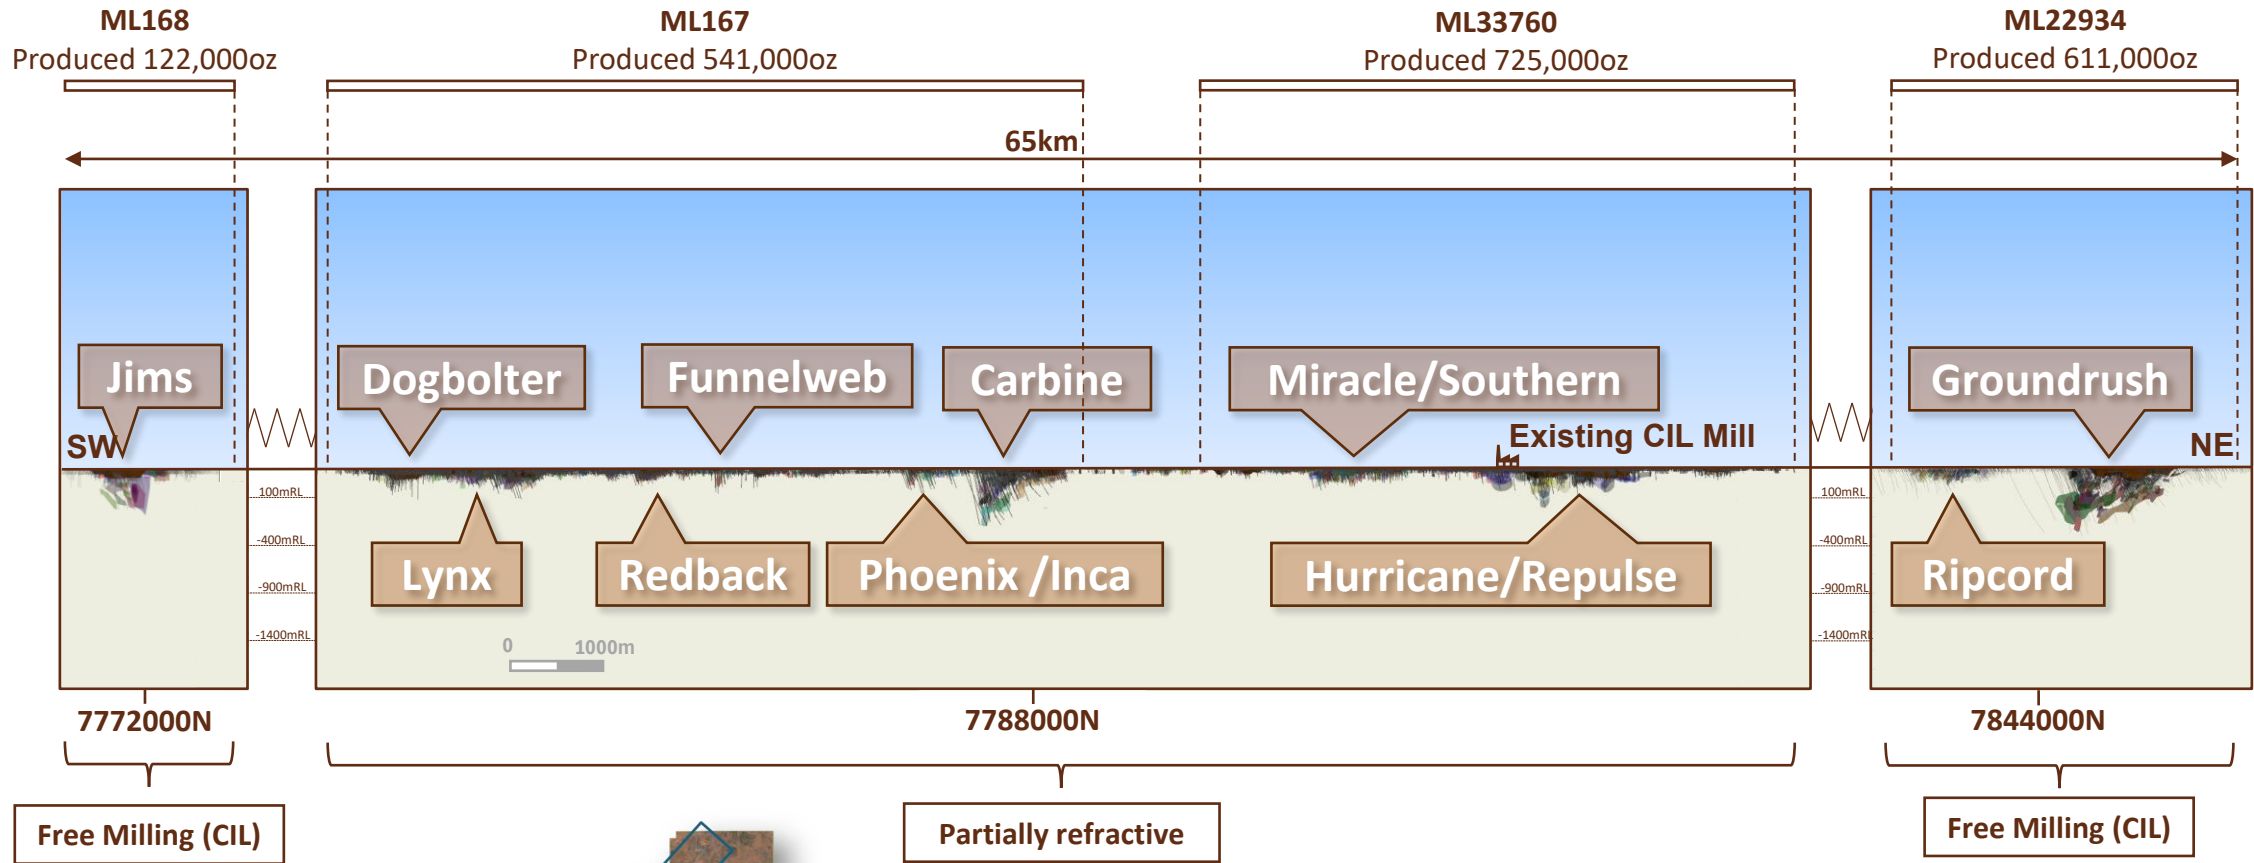 ML168
Produced 122,000oz
ML167
Produced 541,000oz
ML33760
Produced 725,000oz
ML22934
Produced 611,000oz
65km
Jims
Dogbolter
Funnelweb
Carbine
Miracle/Southern
Groundrush
SW
Existing CIL Mill
NE
100mRL
-400mRL
-900mRL
-1400mRL
100mRL
-400mRL
-900mRL
-1400mRL
Lynx
Redback
Phoenix /Inca
Hurricane/Repulse
Ripcord
0 1000m
7772000N
7788000N
7844000N
Free Milling (CIL)
Partially refractive
Free Milling (CIL)